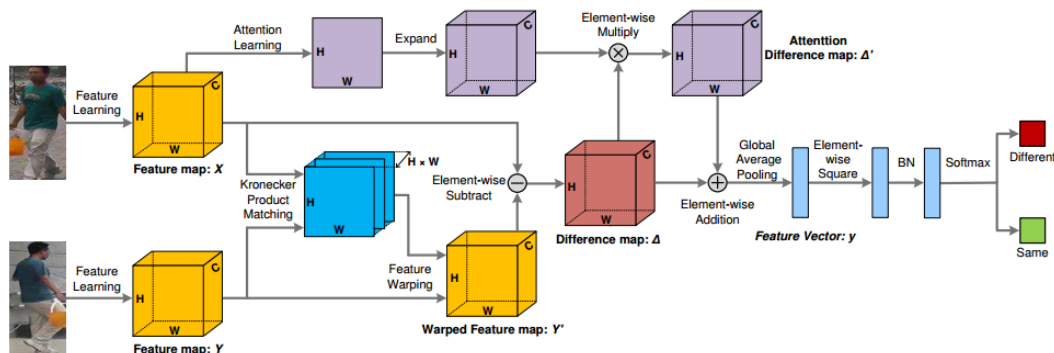 Attention
Learning
Expand
H
W
H
W
C
Element-wise
Multiply
H
W
C
Attenttion
Difference map: Δ'
Feature
Learning
H
W
C
Feature map: X
Kronecker
Product
Matching
H
W
H × W
Element-wise
Subtract
H
W
C
Difference map: Δ
Element-wise
Addition
Global
Average
Pooling
Element-
wise
Square
BN
Softmax
Different
Same
Feature Vector: y
Feature
Learning
H
W
C
Feature map: Y
Feature
Warping
H
W
C
Warped Feature map: Y'